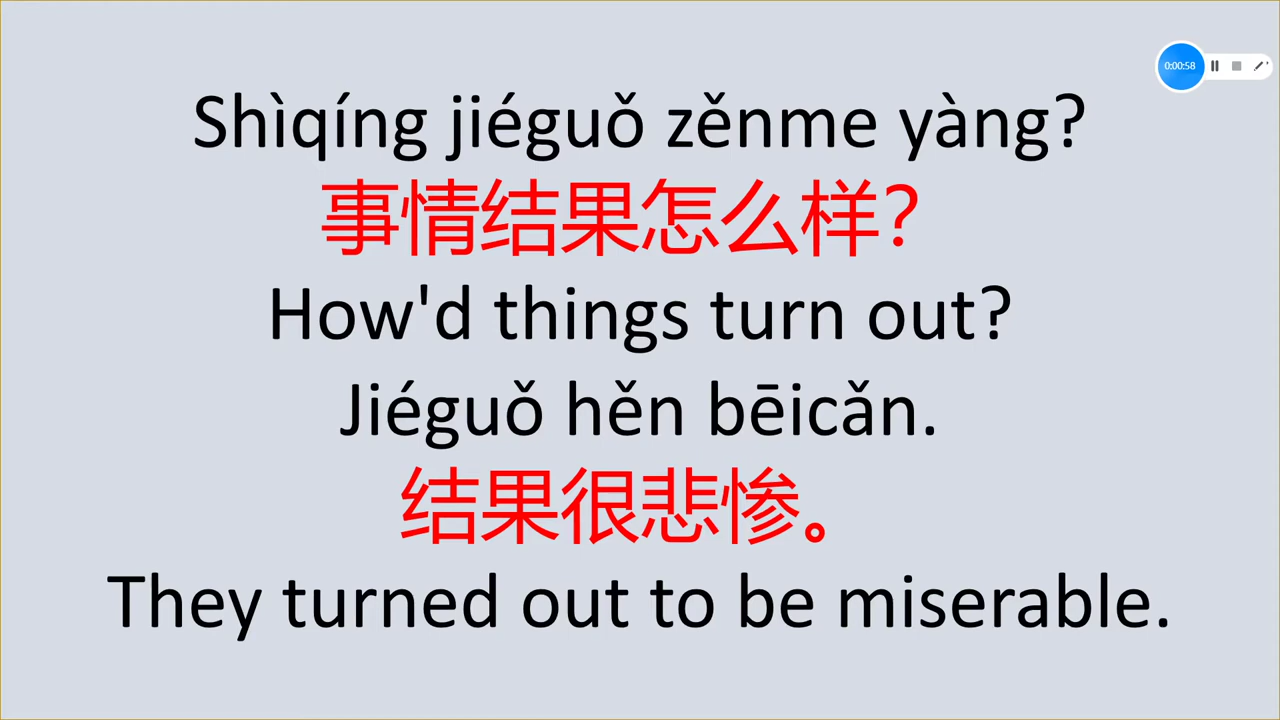 0:00:58
Shìqíng jiéguǒ zěnme yàng?
事情结果怎么样?
How'd things turn out?
Jiéguǒ hěn bēicǎn.
结果很悲惨。
They turned out to be miserable.